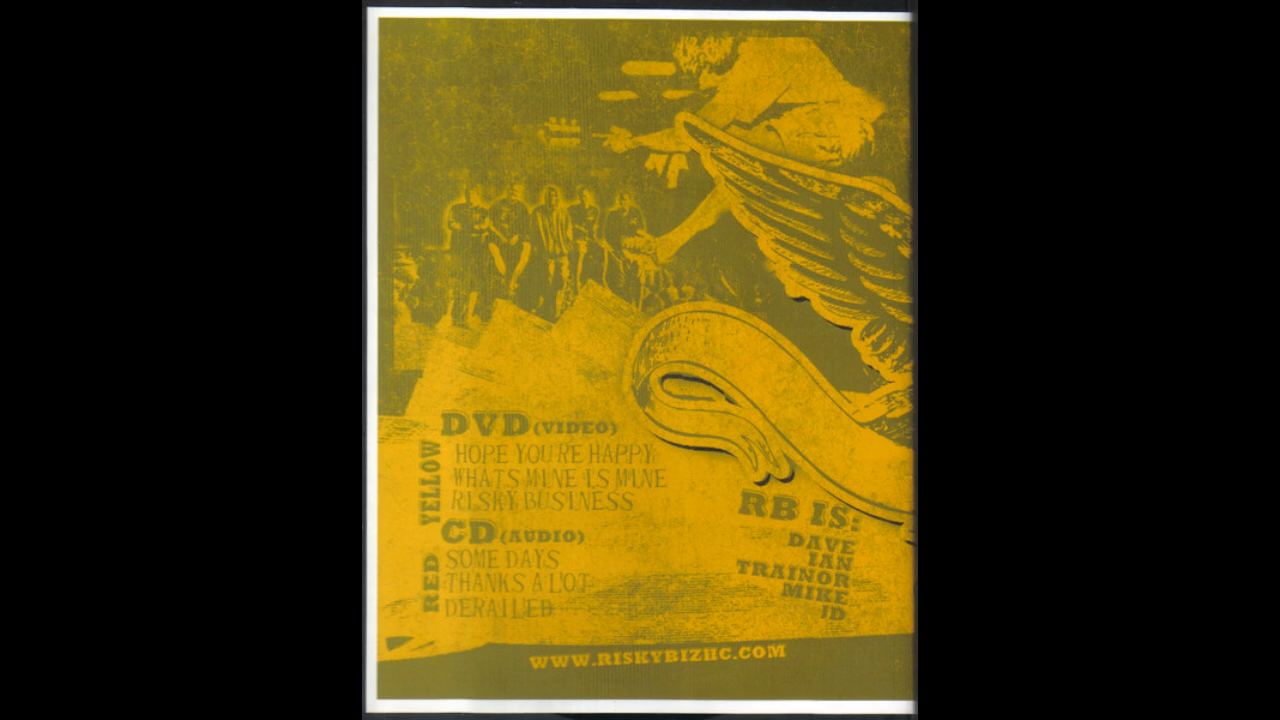 DVD (VIDEO)
YELLOW
HOPE YOU'RE HAPPY
WHATS MINE IS MINE
RISKY BUSINESS
CD (AUDIO)
RED
SOME DAYS
THANKS A LOT
DERAILED
RB IS:
DAVE
IAN
TRAINOR
MIKE
JD
WWW.RISKYBIZHC.COM